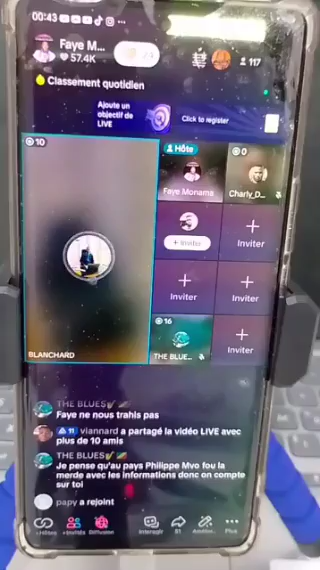 00:43
Faye M...
57.4K
117
Classement quotidien
Ajoute un
objectif de
LIVE
Click to register
10
Hôte
Faye Monama
0
Charly_D...
+ Inviter
Inviter
Inviter
Inviter
BLANCHARD
16
THE BLUE...
Inviter
THE BLUES
Faye ne nous trahis pas
11 viannard a partagé la vidéo LIVE avec
plus de 10 amis
THE BLUES
Je pense qu'au pays Philippe Mvo fou la
merde avec les informations donc on compte
sur toi
papy a rejoint
+Hôtes
+Invités
Diffusion
Interagir
Plus